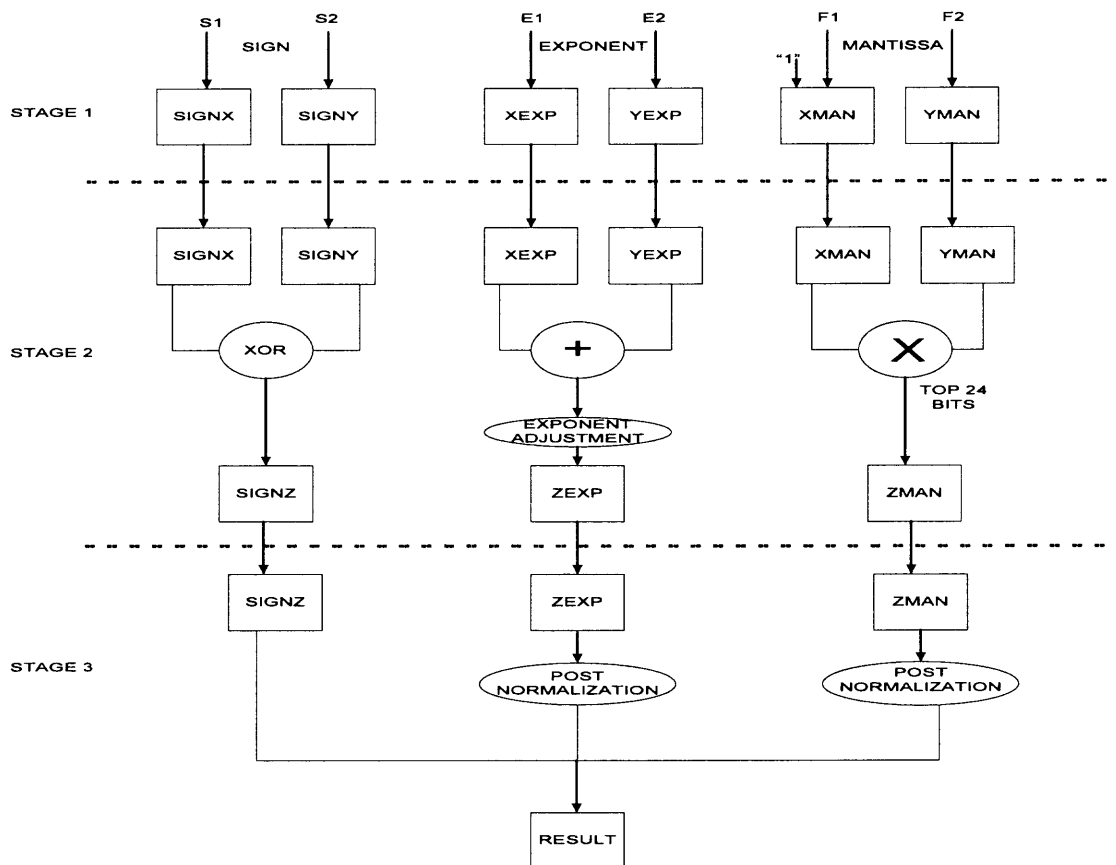 S1 S2 E1 E2 F1 F2
SIGN EXPONENT MANTISSA
"1"
STAGE 1
SIGNX SIGNY XEXP YEXP XMAN YMAN
SIGNX SIGNY XEXP YEXP XMAN YMAN
STAGE 2
XOR + X
TOP 24
BITS
EXPONENT
ADJUSTMENT
SIGNZ ZEXP ZMAN
SIGNZ ZEXP ZMAN
STAGE 3
POST
NORMALIZATION
POST
NORMALIZATION
RESULT